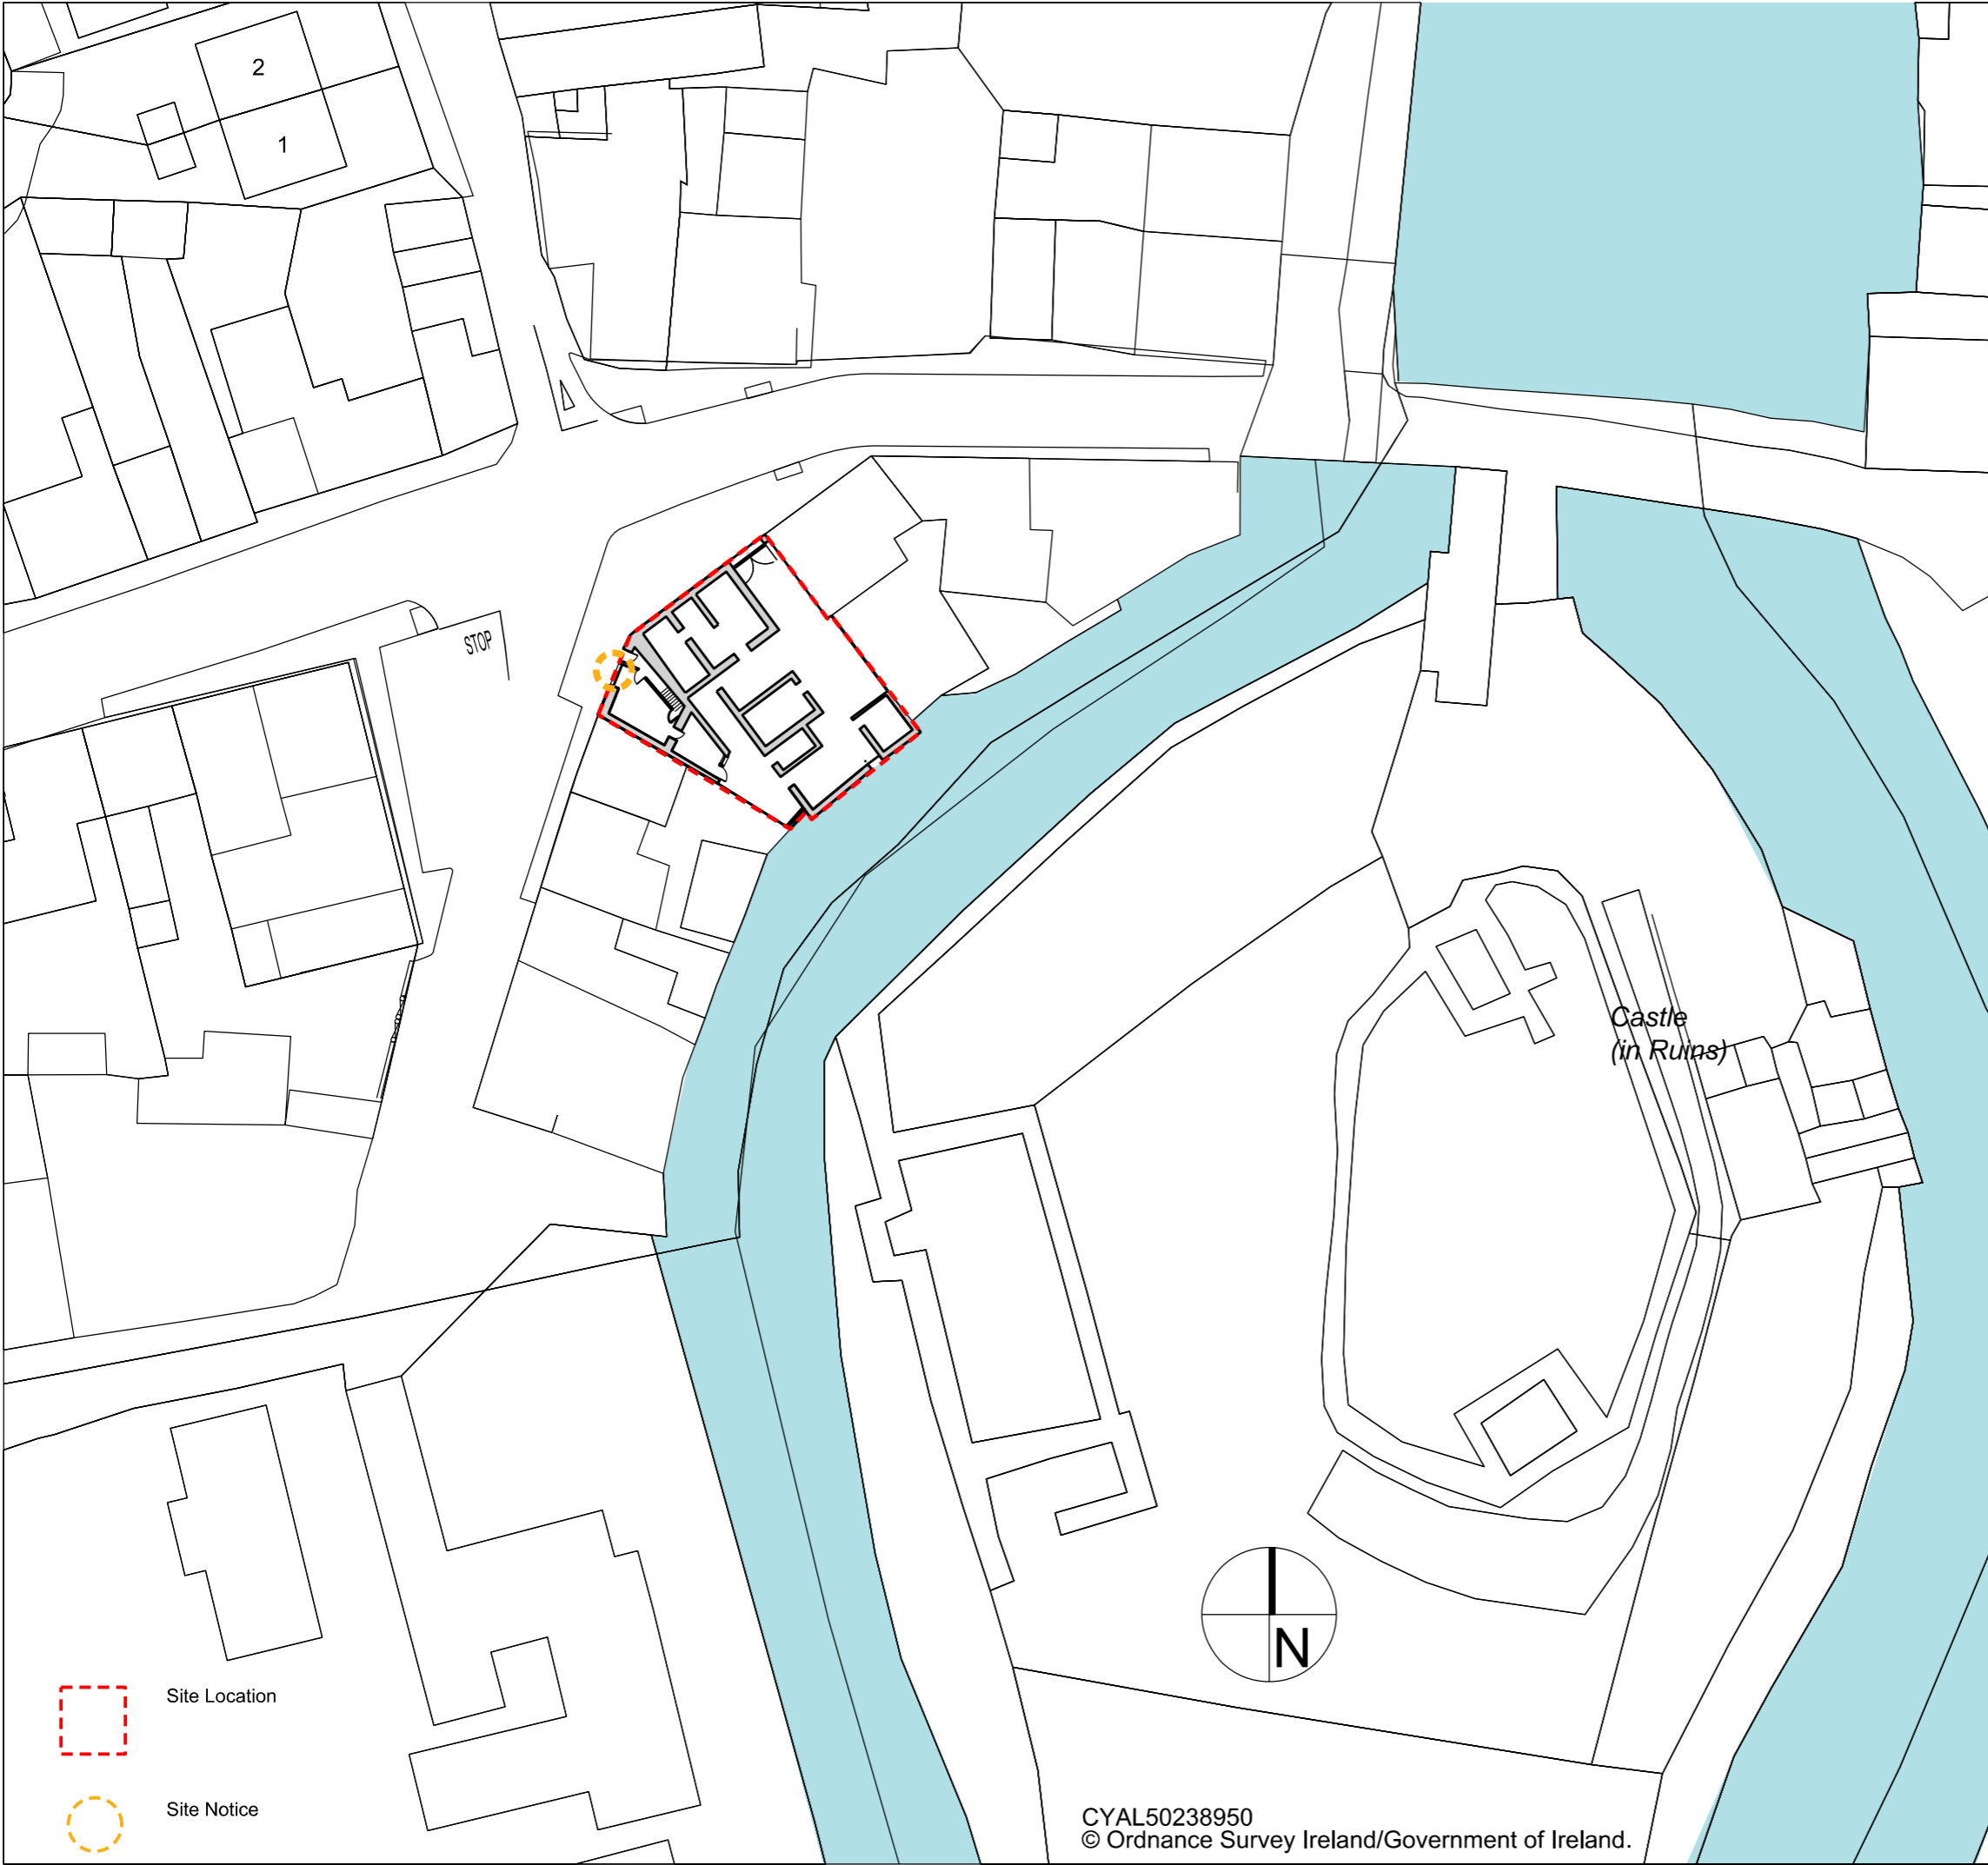 2
1
STOP
Castle
(in Ruins)
N
Site Location
Site Notice
CYAL50238950
© Ordnance Survey Ireland/Government of Ireland.